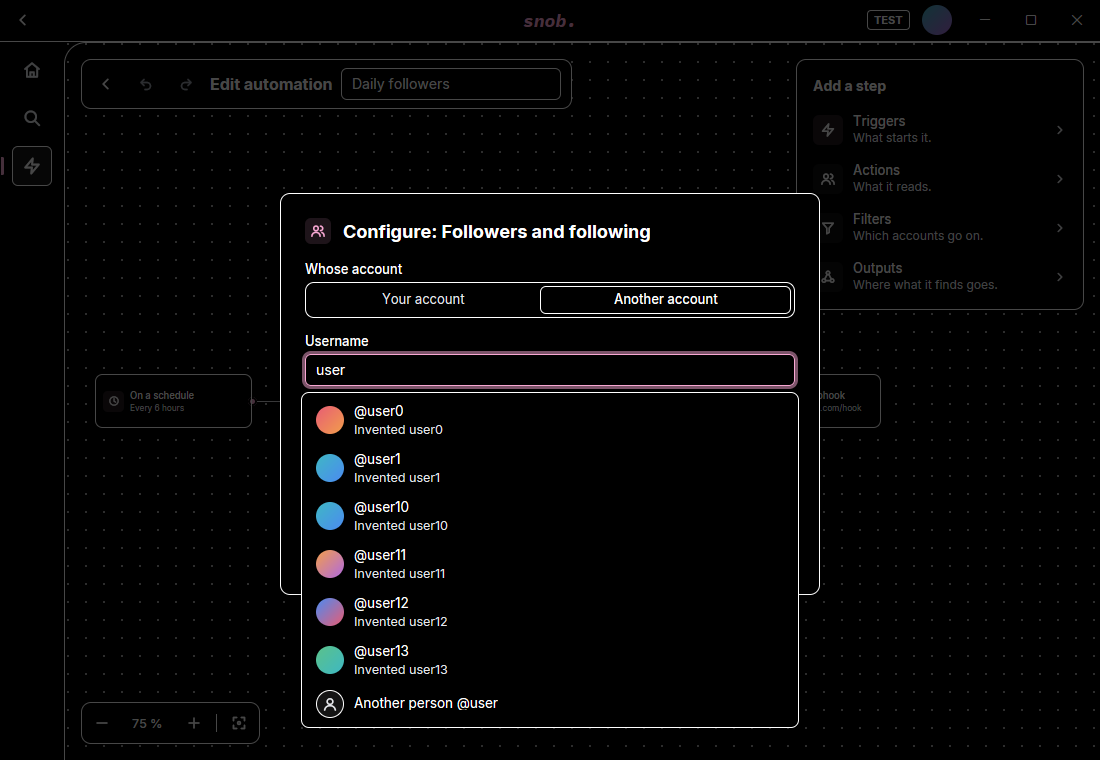 snob.
TEST
Edit automation
Daily followers
Add a step
Triggers
What starts it.
Actions
What it reads.
Filters
Which accounts go on.
Outputs
Where what it finds goes.
Configure: Followers and following
Whose account
Your account
Another account
Username
user
On a schedule
Every 6 hours
.com/hook
@user0
Invented user0
@user1
Invented user1
@user10
Invented user10
@user11
Invented user11
@user12
Invented user12
@user13
Invented user13
Another person @user
75 %